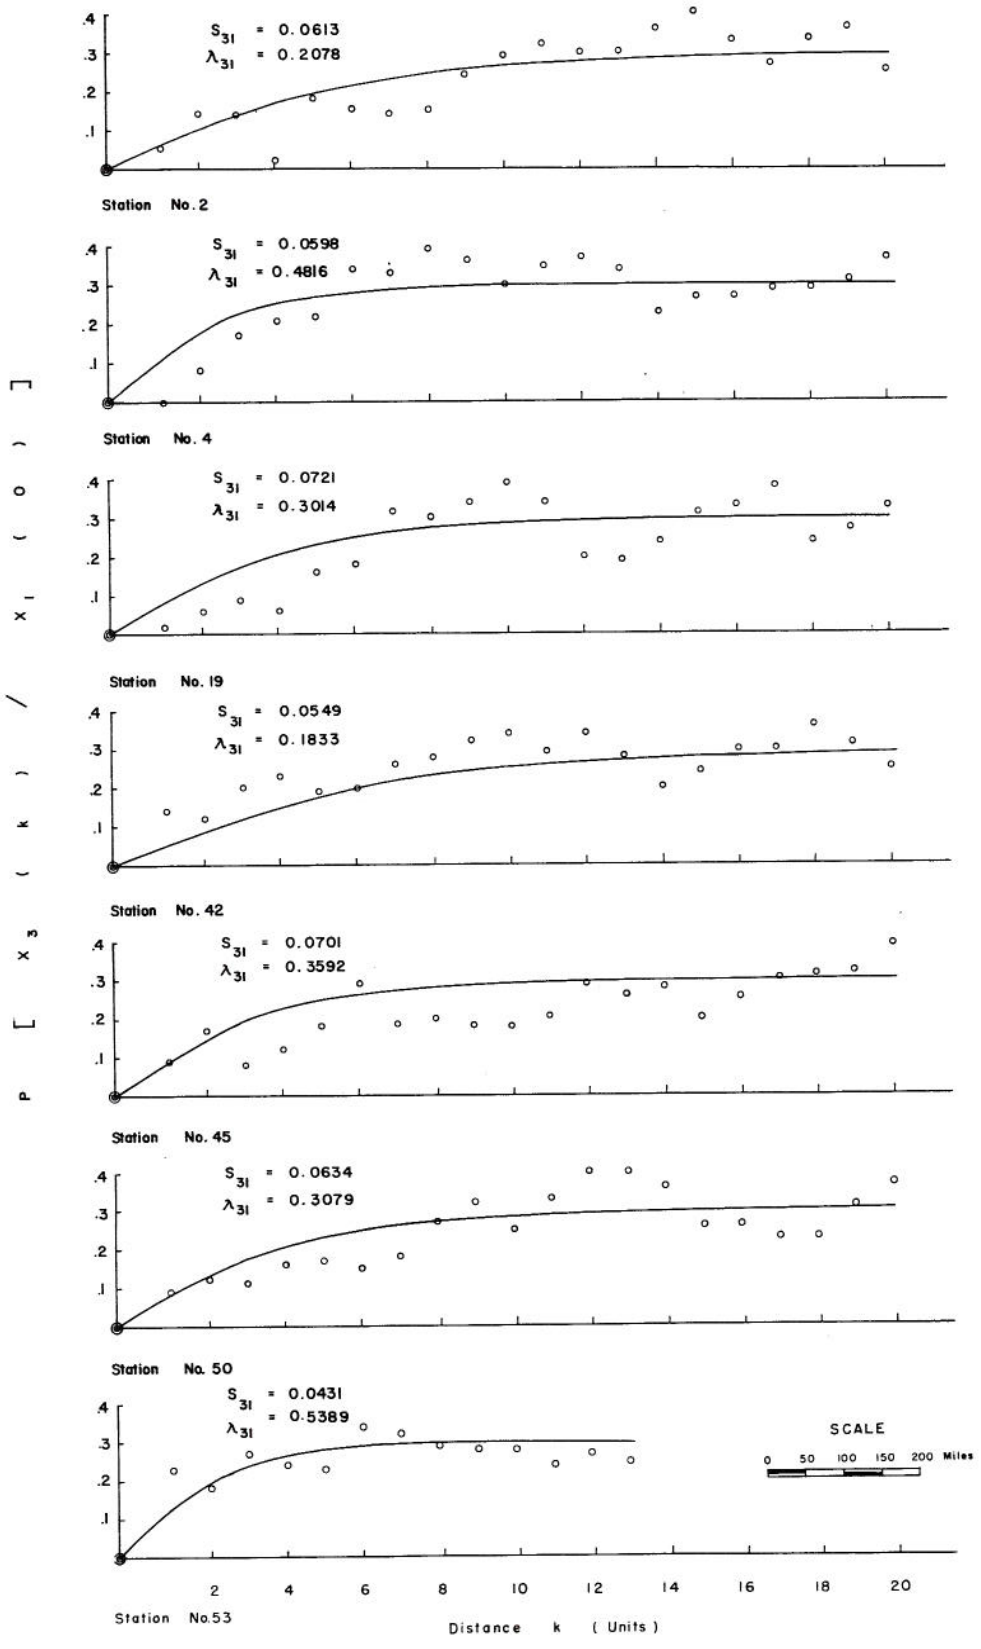 .4
.3
.2
.1
S31 = 0.0613
λ31 = 0.2078
Station No. 2
.4
.3
.2
.1
S31 = 0.0598
λ31 = 0.4816
Station No. 4
.4
.3
.2
.1
S31 = 0.0721
λ31 = 0.3014
Station No. 19
.4
.3
.2
.1
S31 = 0.0549
λ31 = 0.1833
Station No. 42
.4
.3
.2
.1
S31 = 0.0701
λ31 = 0.3592
Station No. 45
.4
.3
.2
.1
S31 = 0.0634
λ31 = 0.3079
Station No. 50
.4
.3
.2
.1
S31 = 0.0431
λ31 = 0.5389
SCALE
0 50 100 150 200 Miles
2 4 6 8 10 12 14 16 18 20
Station No.53
Distance k ( Units )
P [ X3 ( k ) / X1 ( 0 ) ]